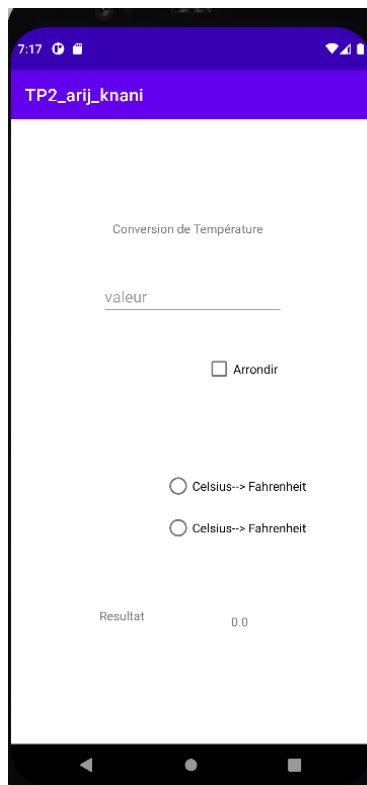 7:17
TP2_arij_knani
Conversion de Température
valeur
Arrondir
Celsius--> Fahrenheit
Celsius--> Fahrenheit
Resultat 0.0